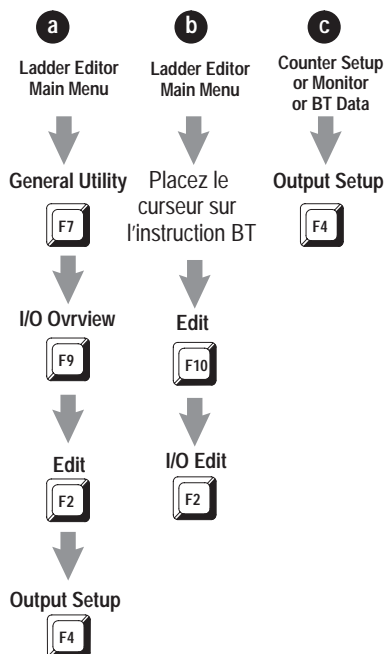 a
Ladder Editor
Main Menu
General Utility
F7
I/O Ovrview
F9
Edit
F2
Output Setup
F4
b
Ladder Editor
Main Menu
Placez le
curseur sur
l'instruction BT
Edit
F10
I/O Edit
F2
c
Counter Setup
or Monitor
or BT Data
Output Setup
F4